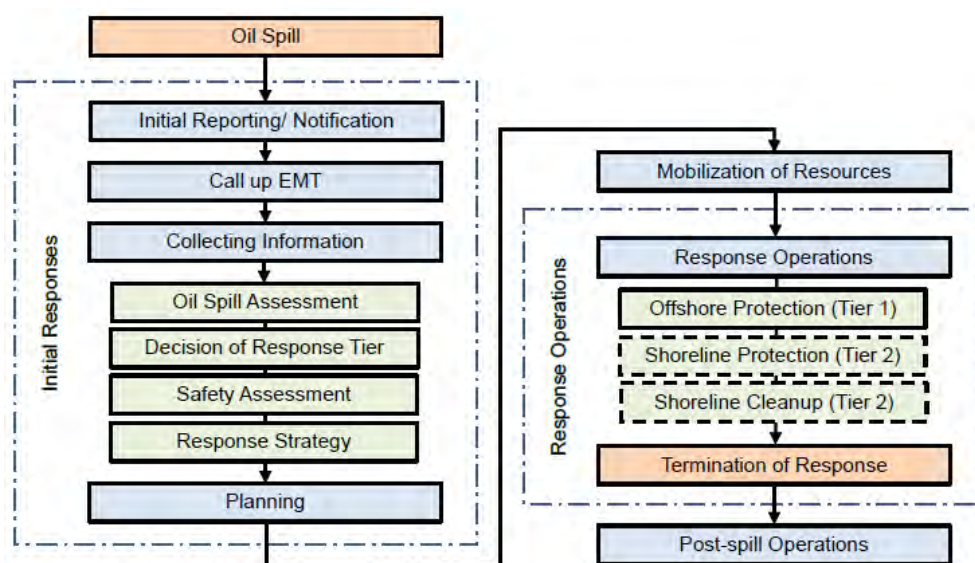 Oil Spill
Initial Responses
Initial Reporting/ Notification
Call up EMT
Collecting Information
Oil Spill Assessment
Decision of Response Tier
Safety Assessment
Response Strategy
Planning
Mobilization of Resources
Response Operations
Response Operations
Offshore Protection (Tier 1)
Shoreline Protection (Tier 2)
Shoreline Cleanup (Tier 2)
Termination of Response
Post-spill Operations